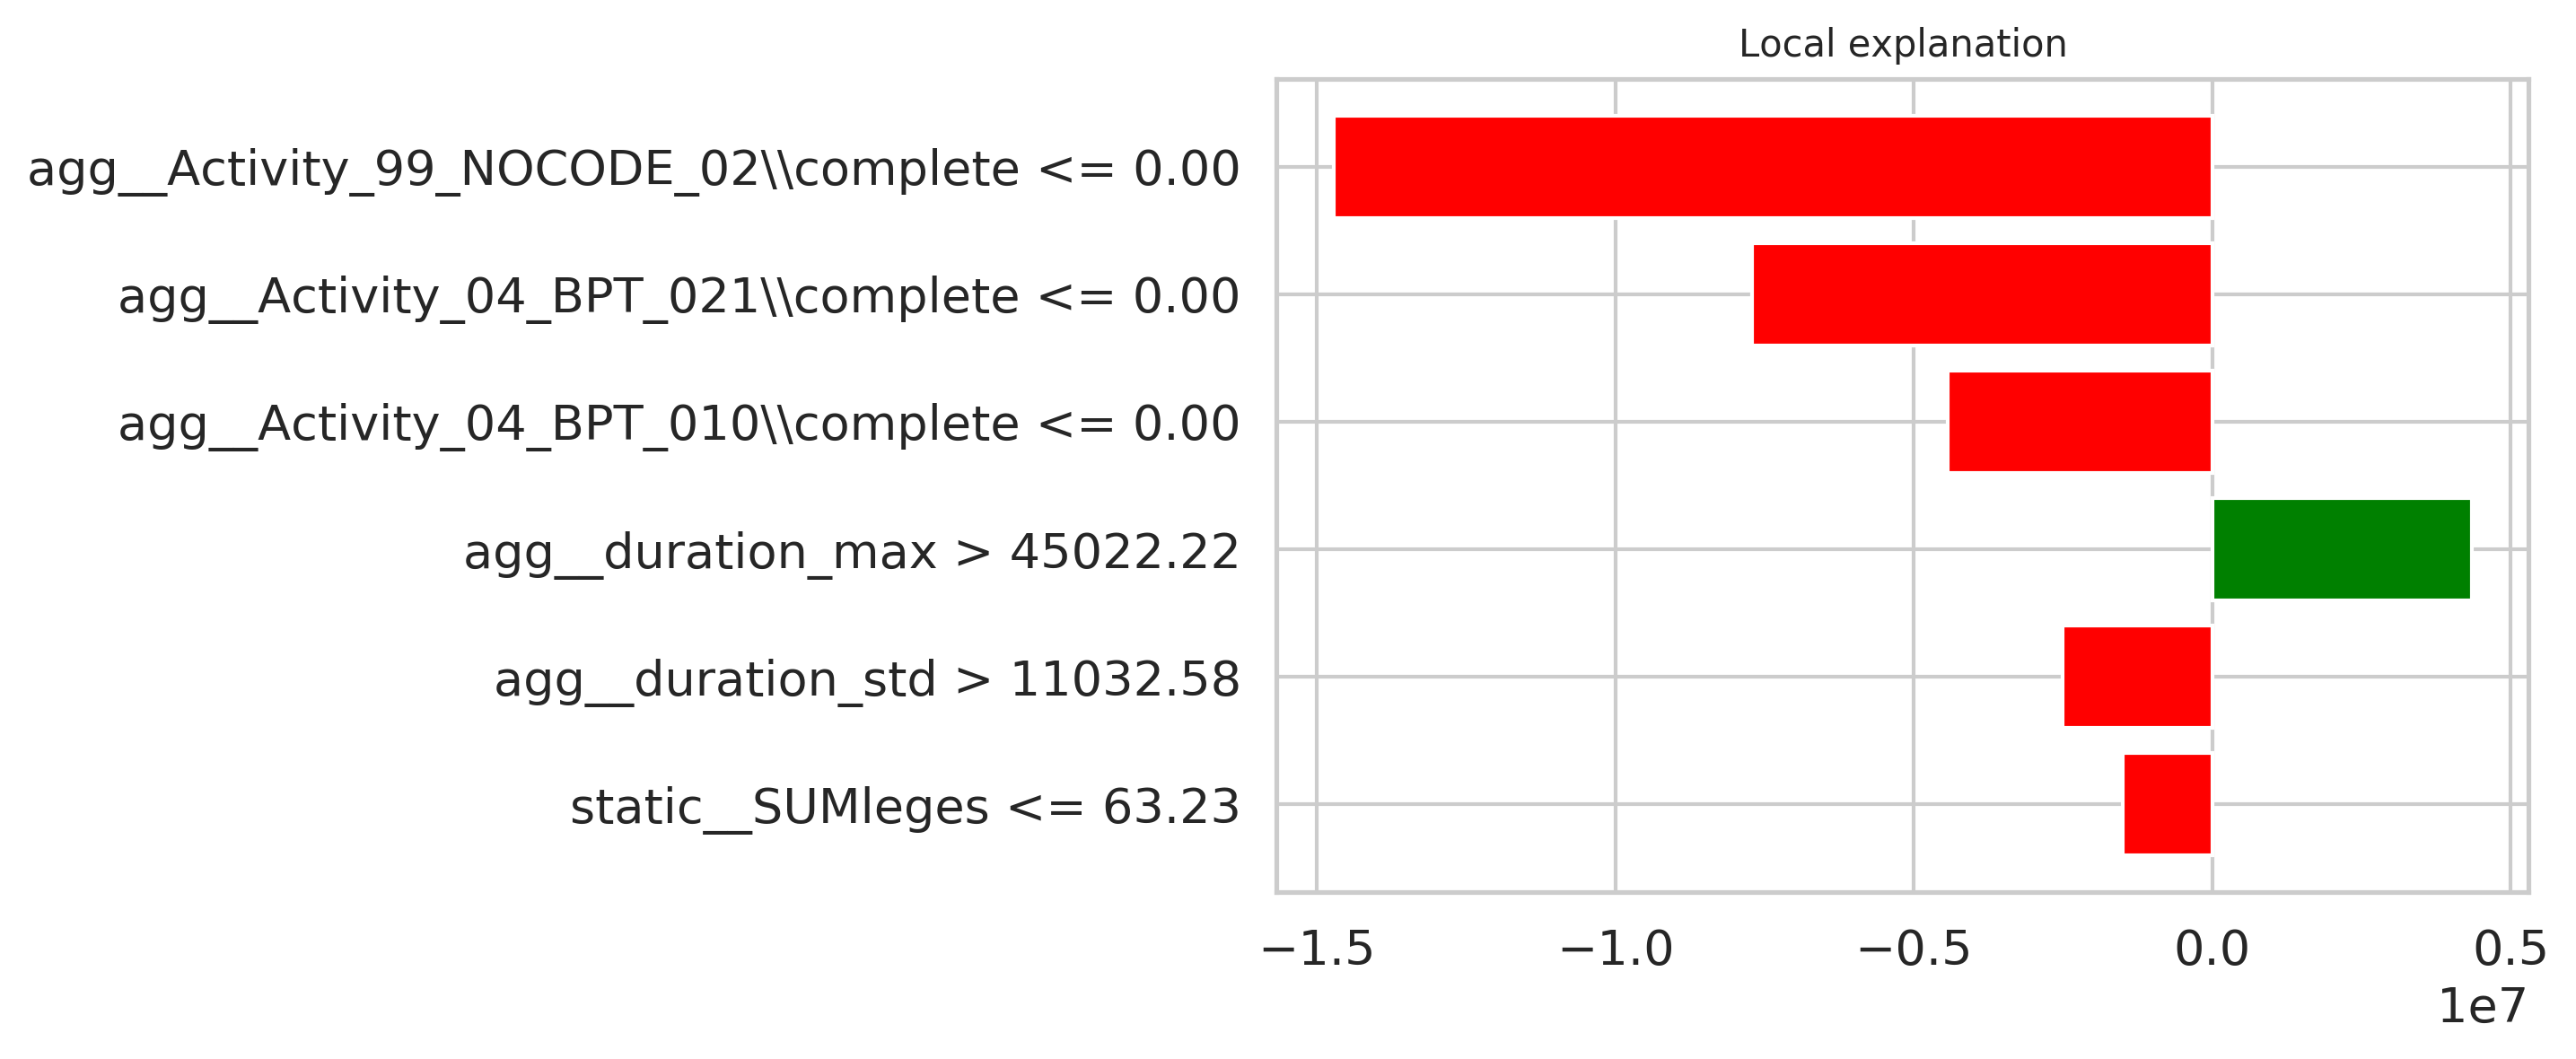 Local explanation
agg__Activity_99_NOCODE_02\\complete <= 0.00
agg__Activity_04_BPT_021\\complete <= 0.00
agg__Activity_04_BPT_010\\complete <= 0.00
agg__duration_max > 45022.22
agg__duration_std > 11032.58
static__SUMleges <= 63.23
−1.5 −1.0 −0.5 0.0 0.5
1e7